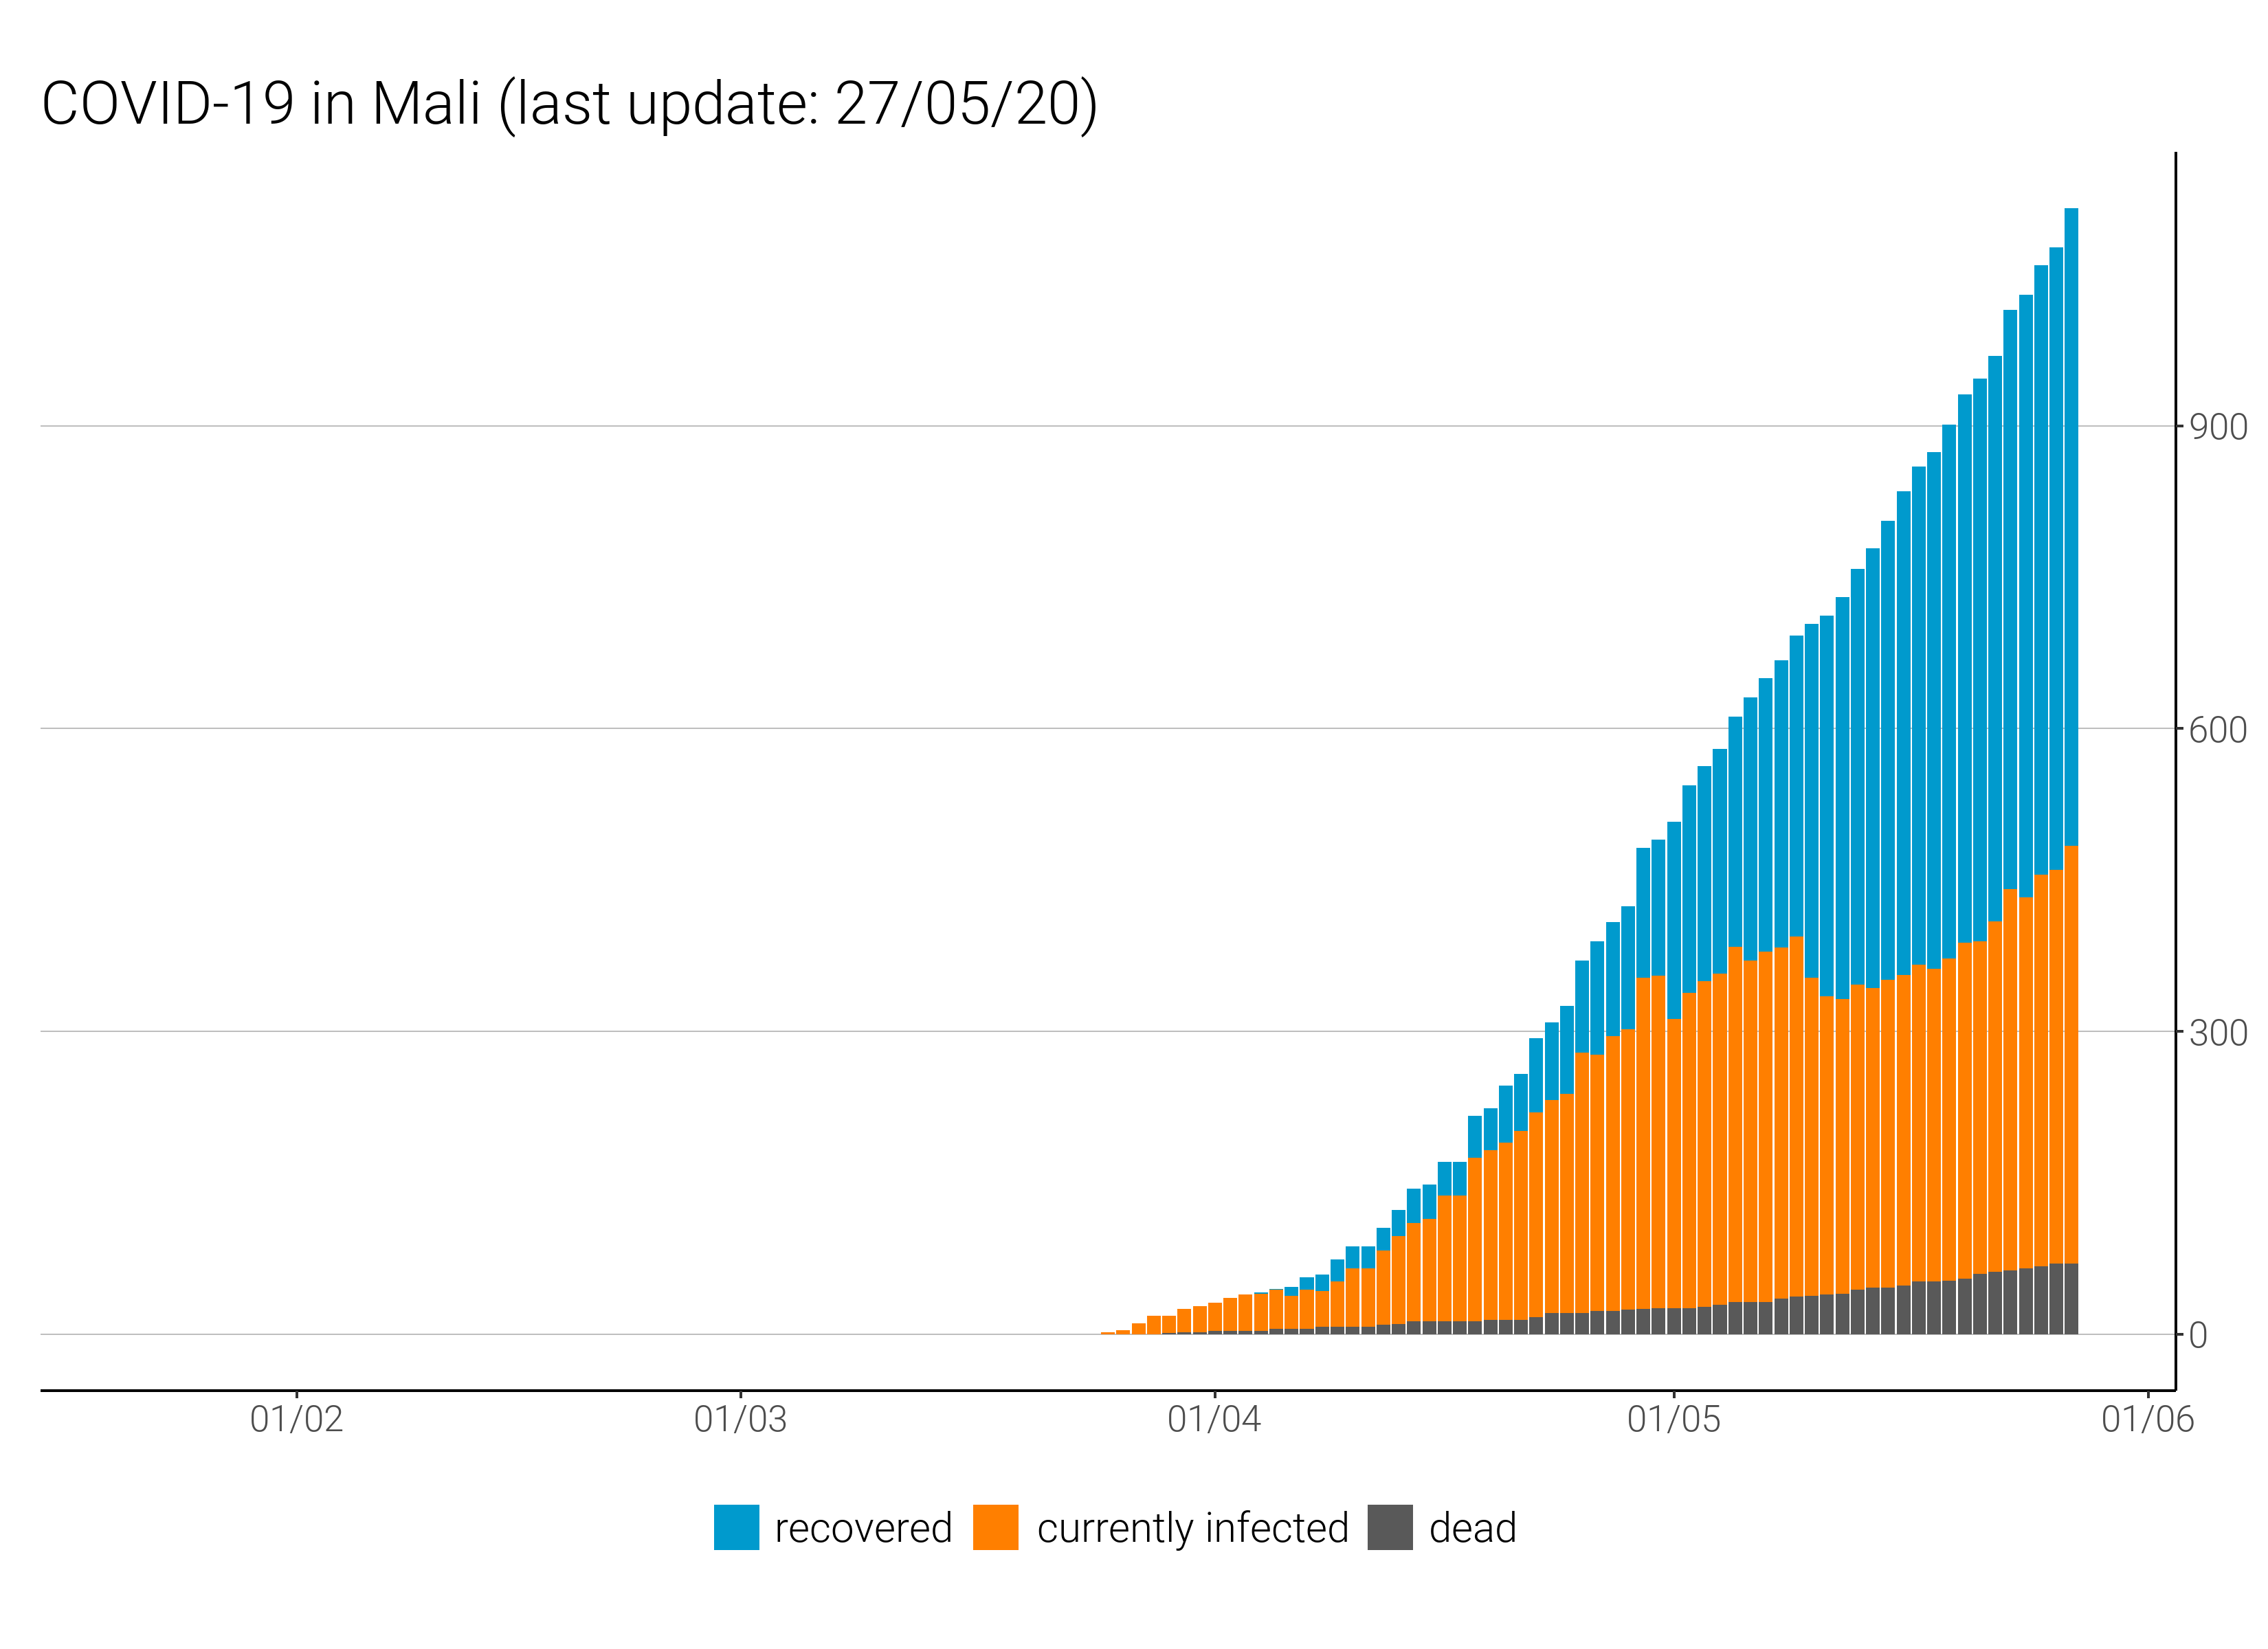 COVID-19 in Mali (last update: 27/05/20)
900
600
300
0
01/02 01/03 01/04 01/05 01/06
recovered currently infected dead